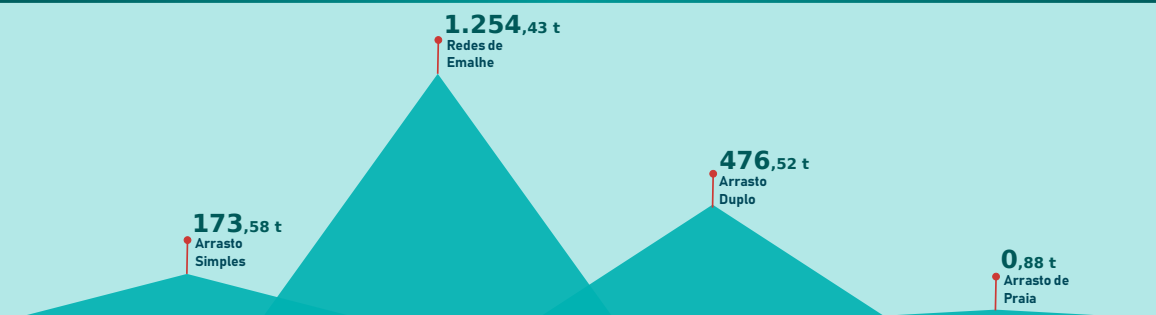 1.254,43 t
Redes de
Emalhe
476,52 t
Arrasto
Duplo
173,58 t
Arrasto
Simples
0,88 t
Arrasto de
Praia